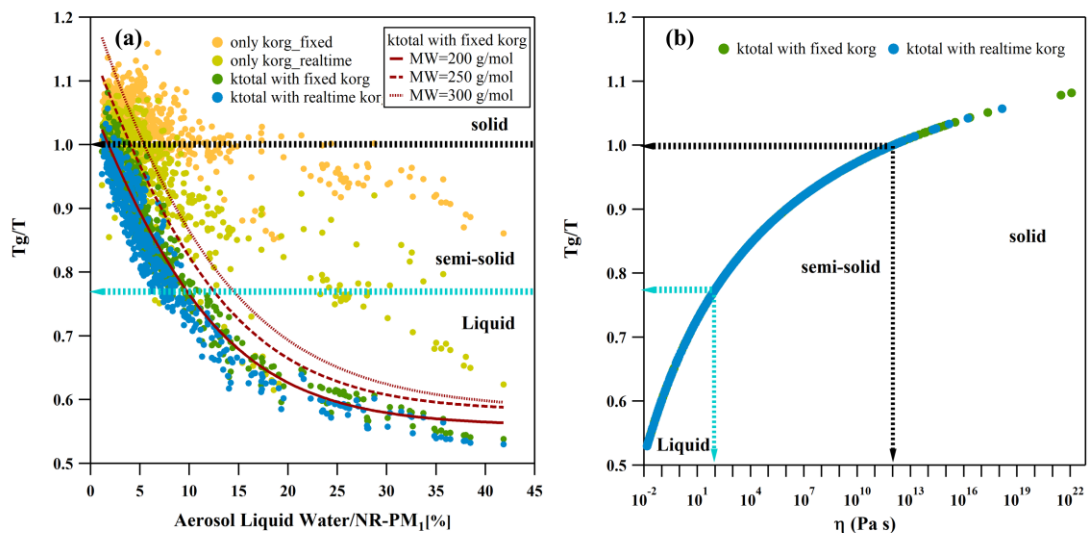 (a)
only korg_fixed
only korg_realtime
ktotal with fixed korg
ktotal with realtime kor
ktotal with fixed korg
MW=200 g/mol
MW=250 g/mol
MW=300 g/mol
solid
semi-solid
Liquid
Tg/T
1.2
1.1
1.0
0.9
0.8
0.7
0.6
0.5
0 5 10 15 20 25 30 35 40 45
Aerosol Liquid Water/NR-PM₁[%]
(b)
ktotal with fixed korg
ktotal with realtime korg
solid
semi-solid
Liquid
Tg/T
1.2
1.1
1.0
0.9
0.8
0.7
0.6
0.5
10⁻² 10¹ 10⁴ 10⁷ 10¹⁰ 10¹³ 10¹⁶ 10¹⁹ 10²²
η (Pa s)